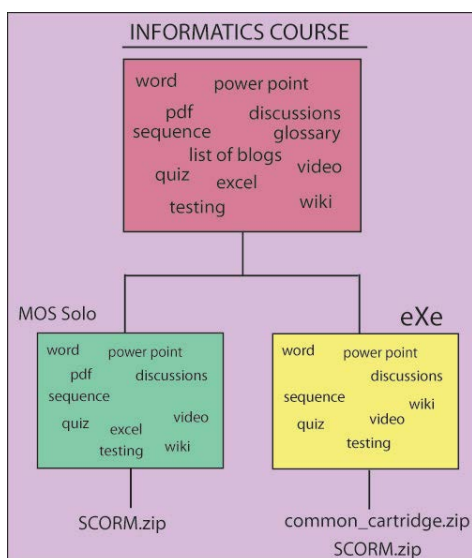 INFORMATICS COURSE
word power point
pdf discussions
sequence glossary
list of blogs
quiz video
excel
testing wiki
MOS Solo
word power point
pdf discussions
sequence
quiz excel video
testing wiki
SCORM.zip
eXe
word power point
discussions
sequence wiki
quiz video
testing
common_cartridge.zip
SCORM.zip